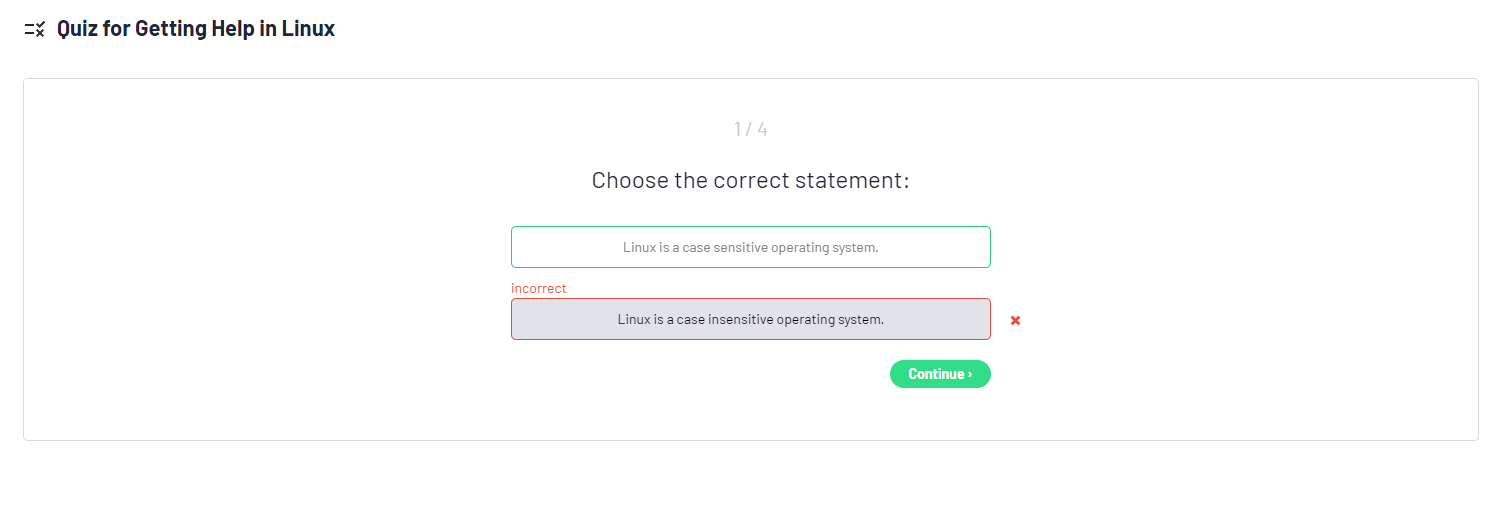 Quiz for Getting Help in Linux
1 / 4
Choose the correct statement:
Linux is a case sensitive operating system.
incorrect
Linux is a case insensitive operating system.
Continue ›